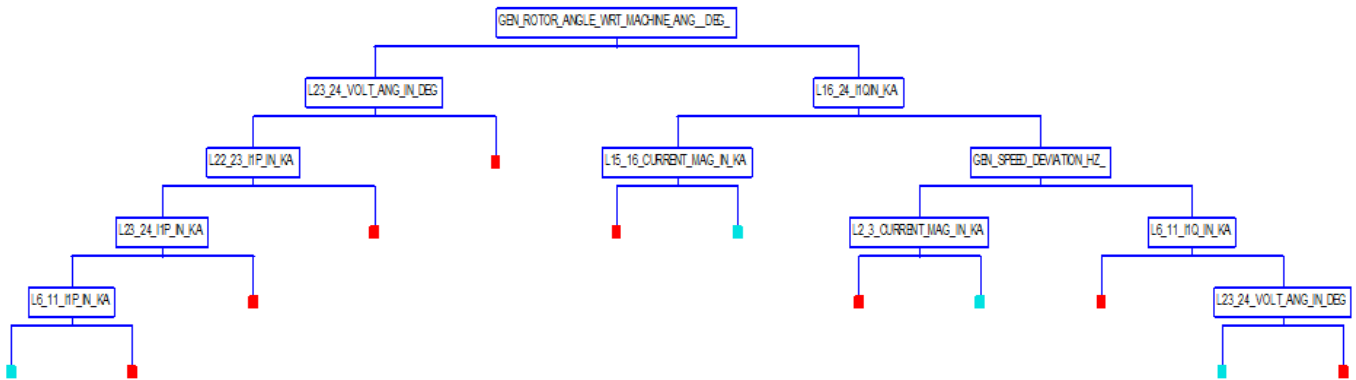 GEN_ROTOR_ANGLE_WRT_MACHINE_ANG__DEG_
L23_24_VOLT_ANG_IN_DEG
L16_24_I1QIN_KA
L22_23_I1P_IN_KA
L15_16_CURRENT_MAG_IN_KA
GEN_SPEED_DEVIATION_HZ_
L23_24_I1P_IN_KA
L2_3_CURRENT_MAG_IN_KA
L6_11_I1Q_IN_KA
L6_11_I1P_IN_KA
L23_24_VOLT_ANG_IN_DEG